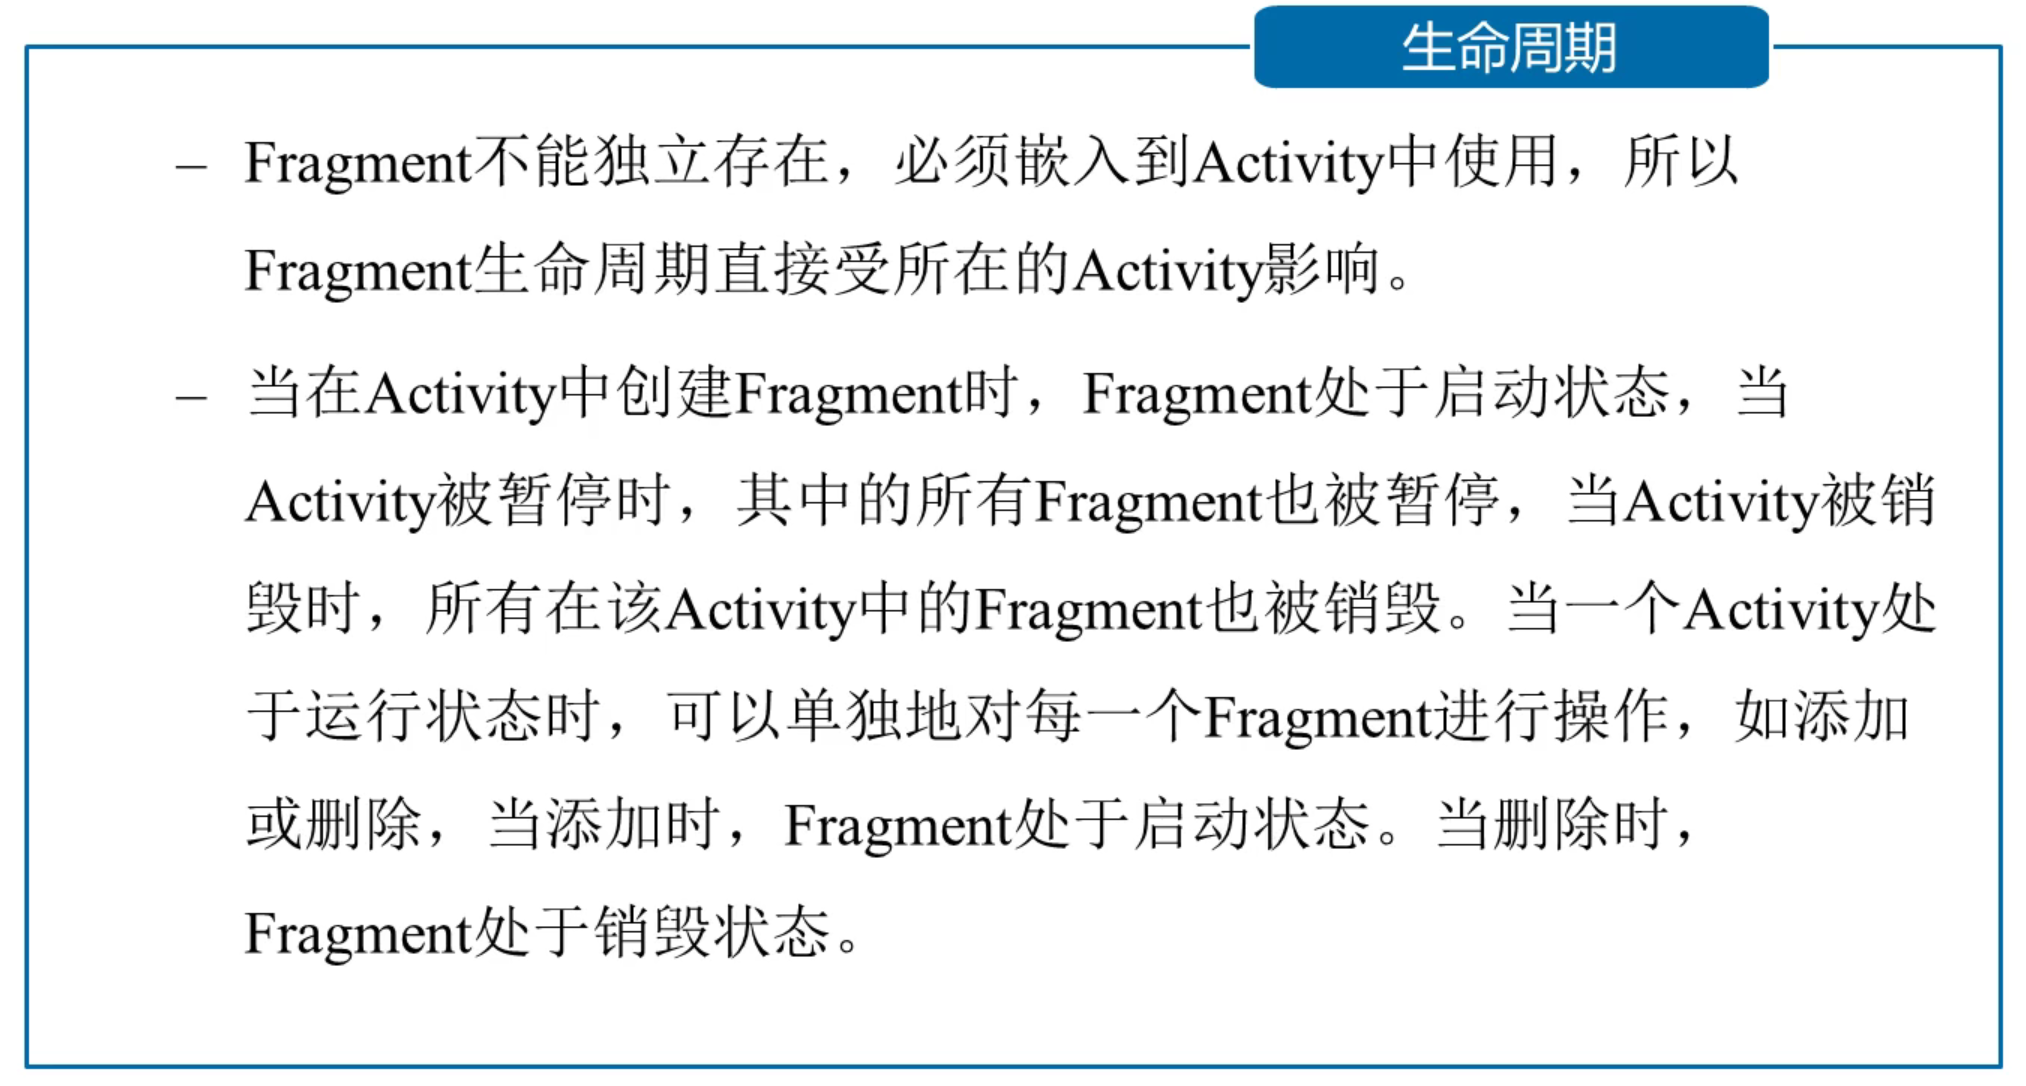 生命周期
– Fragment不能独立存在，必须嵌入到Activity中使用，所以
Fragment生命周期直接受所在的Activity影响。
– 当在Activity中创建Fragment时，Fragment处于启动状态，当
Activity被暂停时，其中的所有Fragment也被暂停，当Activity被销
毁时，所有在该Activity中的Fragment也被销毁。当一个Activity处
于运行状态时，可以单独地对每一个Fragment进行操作，如添加
或删除，当添加时，Fragment处于启动状态。当删除时，
Fragment处于销毁状态。